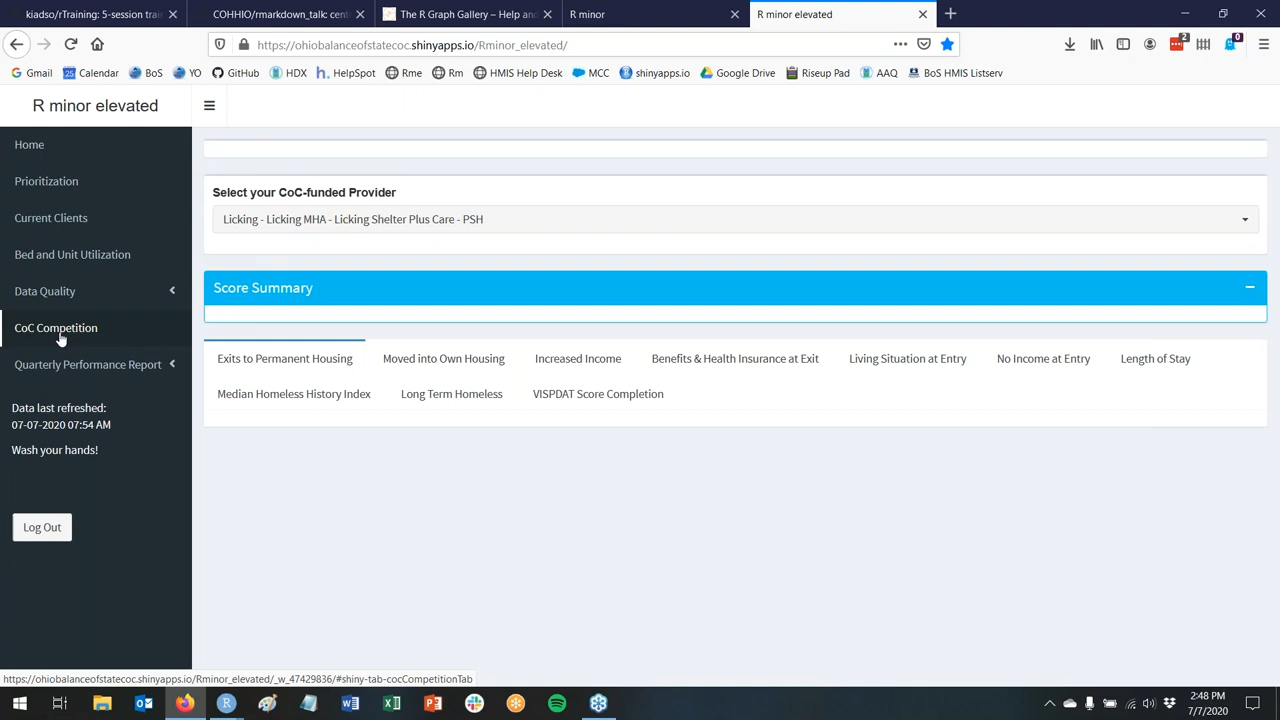 kiadso/rTraining: 5-session trai
COHHIO/rmarkdown_talk: cent
The R Graph Gallery – Help and
R minor
R minor elevated
https://ohiobalanceofstatecoc.shinyapps.io/Rminor_elevated/
2
0
Gmail
Calendar
BoS
YO
GitHub
HDX
HelpSpot
Rme
Rm
HMIS Help Desk
MCC
shinyapps.io
Google Drive
Riseup Pad
AAQ
BoS HMIS Listserv
R minor elevated
Home
Prioritization
Current Clients
Bed and Unit Utilization
Data Quality
CoC Competition
Quarterly Performance Report
Data last refreshed:
07-07-2020 07:54 AM
Wash your hands!
Log Out
Select your CoC-funded Provider
Licking - Licking MHA - Licking Shelter Plus Care - PSH
Score Summary
Exits to Permanent Housing
Moved into Own Housing
Increased Income
Benefits & Health Insurance at Exit
Living Situation at Entry
No Income at Entry
Length of Stay
Median Homeless History Index
Long Term Homeless
VISPDAT Score Completion
https://ohiobalanceofstatecoc.shinyapps.io/Rminor_elevated/_w_47429836/#shiny-tab-cocCompetitionTab
2:48 PM
7/7/2020